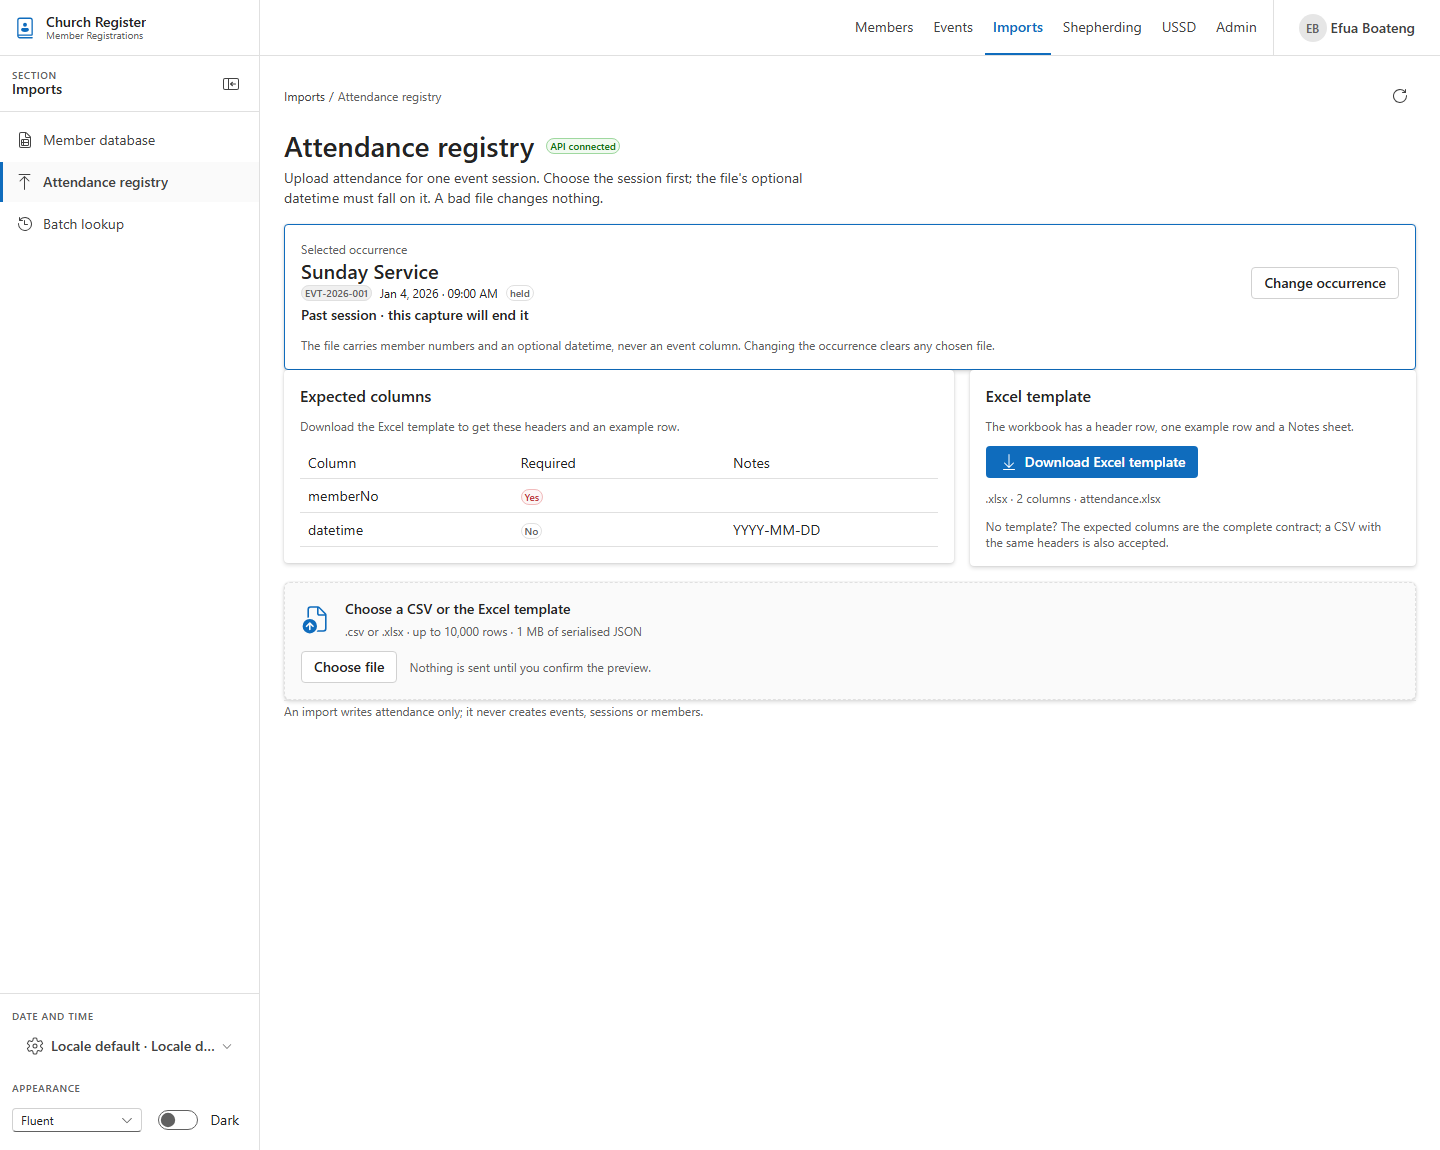 Church Register
Member Registrations
Members
Events
Imports
Shepherding
USSD
Admin
EB
Efua Boateng
SECTION
Imports
Member database
Attendance registry
Batch lookup
Imports / Attendance registry
Attendance registry
API connected
Upload attendance for one event session. Choose the session first; the file's optional
datetime must fall on it. A bad file changes nothing.
Selected occurrence
Sunday Service
EVT-2026-001 Jan 4, 2026 · 09:00 AM held
Past session · this capture will end it
Change occurrence
The file carries member numbers and an optional datetime, never an event column. Changing the occurrence clears any chosen file.
Expected columns
Download the Excel template to get these headers and an example row.
Column Required Notes
memberNo Yes
datetime No YYYY-MM-DD
Excel template
The workbook has a header row, one example row and a Notes sheet.
Download Excel template
.xlsx · 2 columns · attendance.xlsx
No template? The expected columns are the complete contract; a CSV with
the same headers is also accepted.
Choose a CSV or the Excel template
.csv or .xlsx · up to 10,000 rows · 1 MB of serialised JSON
Choose file
Nothing is sent until you confirm the preview.
An import writes attendance only; it never creates events, sessions or members.
DATE AND TIME
Locale default · Locale d...
APPEARANCE
Fluent
Dark